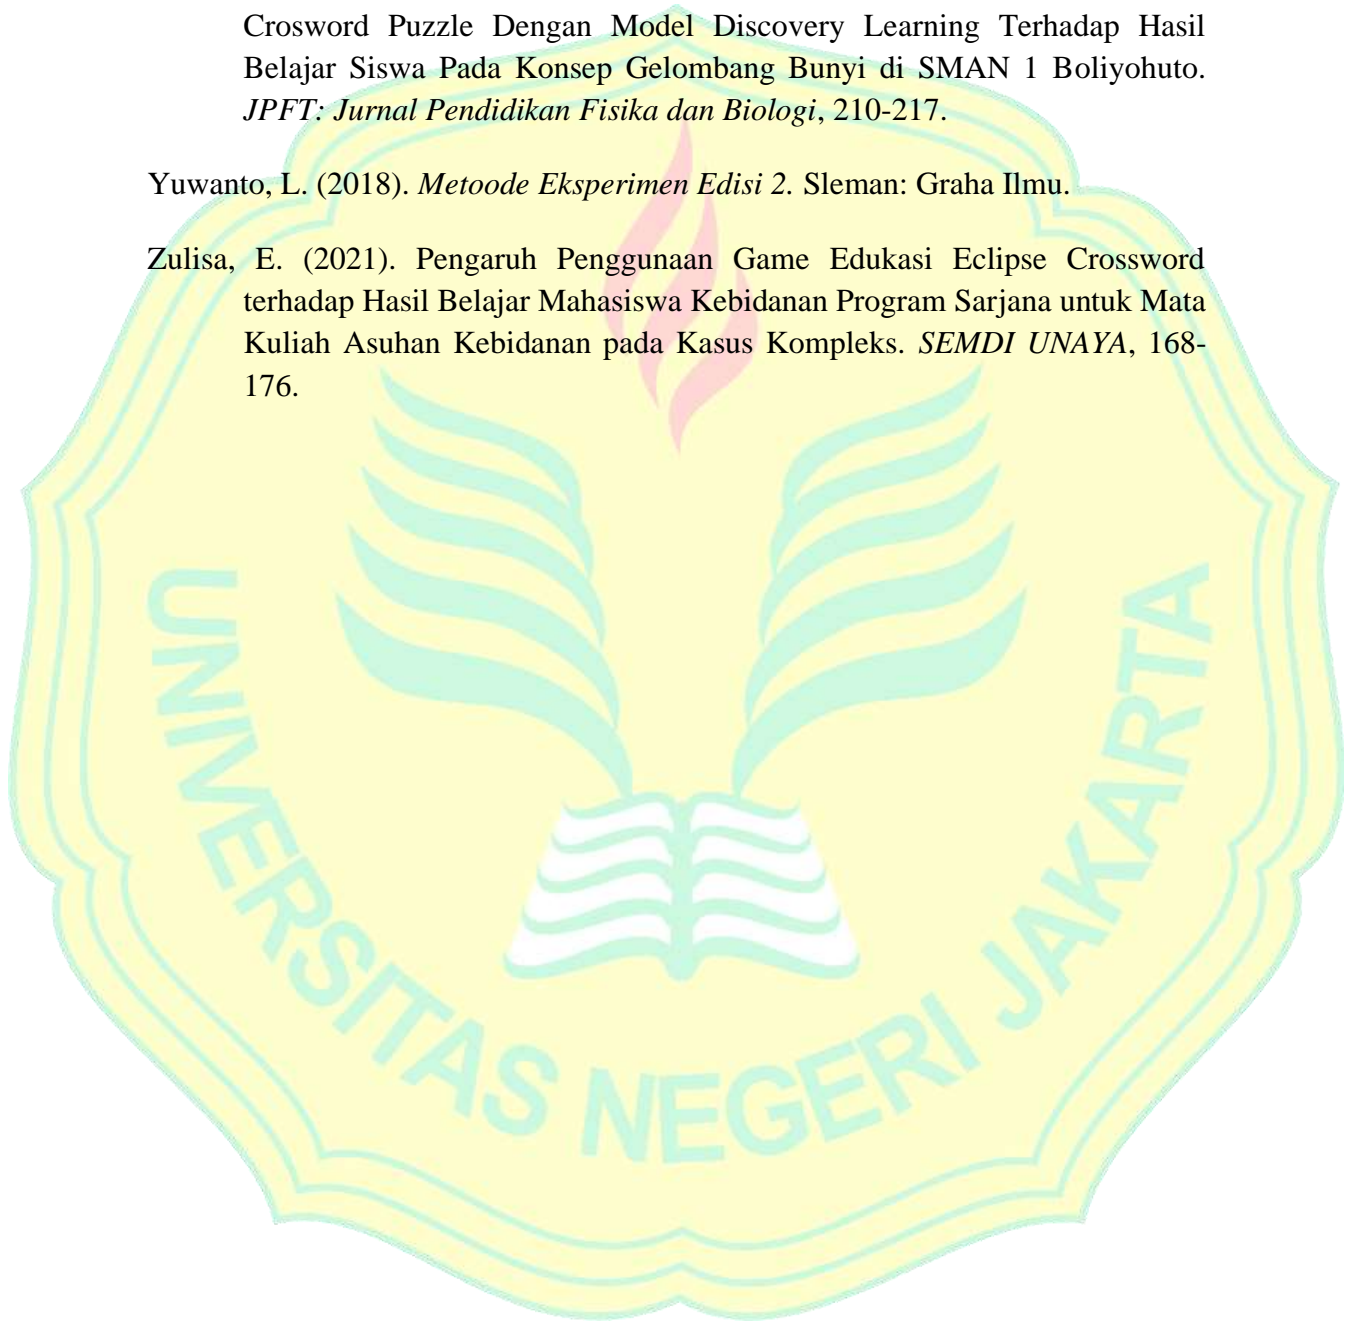 Crosword Puzzle Dengan Model Discovery Learning Terhadap Hasil
Belajar Siswa Pada Konsep Gelombang Bunyi di SMAN 1 Boliyohuto.
JPFT: Jurnal Pendidikan Fisika dan Biologi, 210-217.
Yuwanto, L. (2018). Metoode Eksperimen Edisi 2. Sleman: Graha Ilmu.
Zulisa, E. (2021). Pengaruh Penggunaan Game Edukasi Eclipse Crossword
terhadap Hasil Belajar Mahasiswa Kebidanan Program Sarjana untuk Mata
Kuliah Asuhan Kebidanan pada Kasus Kompleks. SEMDI UNAYA, 168-
176.
UNIVERSITAS NEGERI JAKARTA